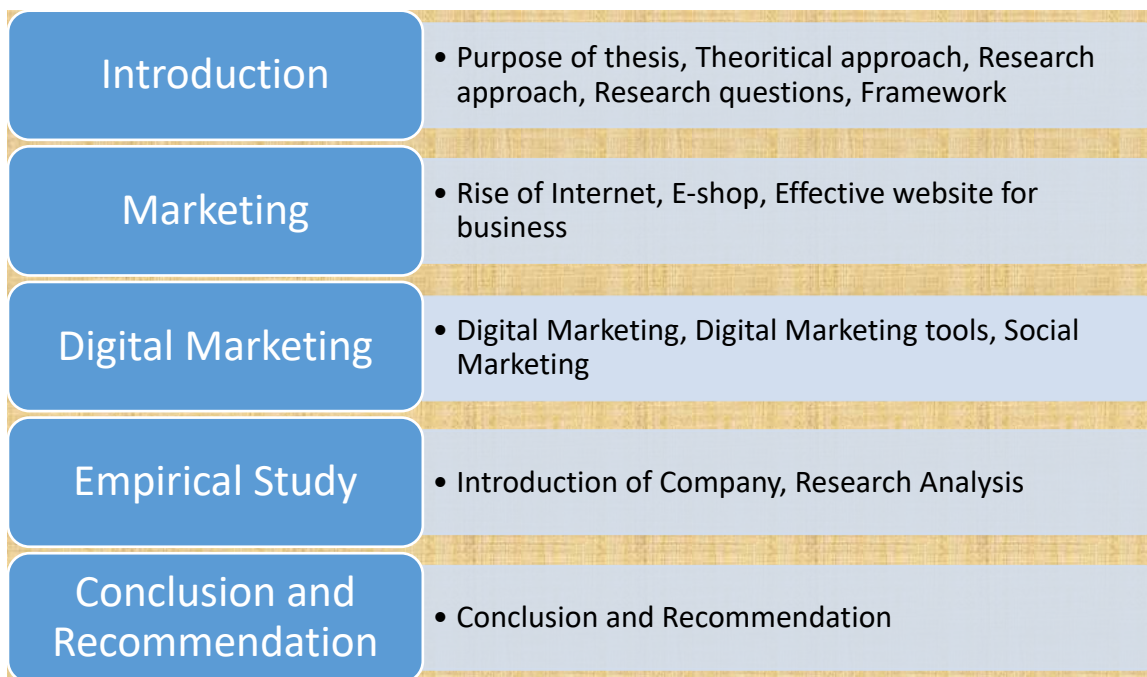 Introduction
• Purpose of thesis, Theoritical approach, Research
approach, Research questions, Framework
Marketing
• Rise of Internet, E-shop, Effective website for
business
Digital Marketing
• Digital Marketing, Digital Marketing tools, Social
Marketing
Empirical Study
• Introduction of Company, Research Analysis
Conclusion and
Recommendation
• Conclusion and Recommendation